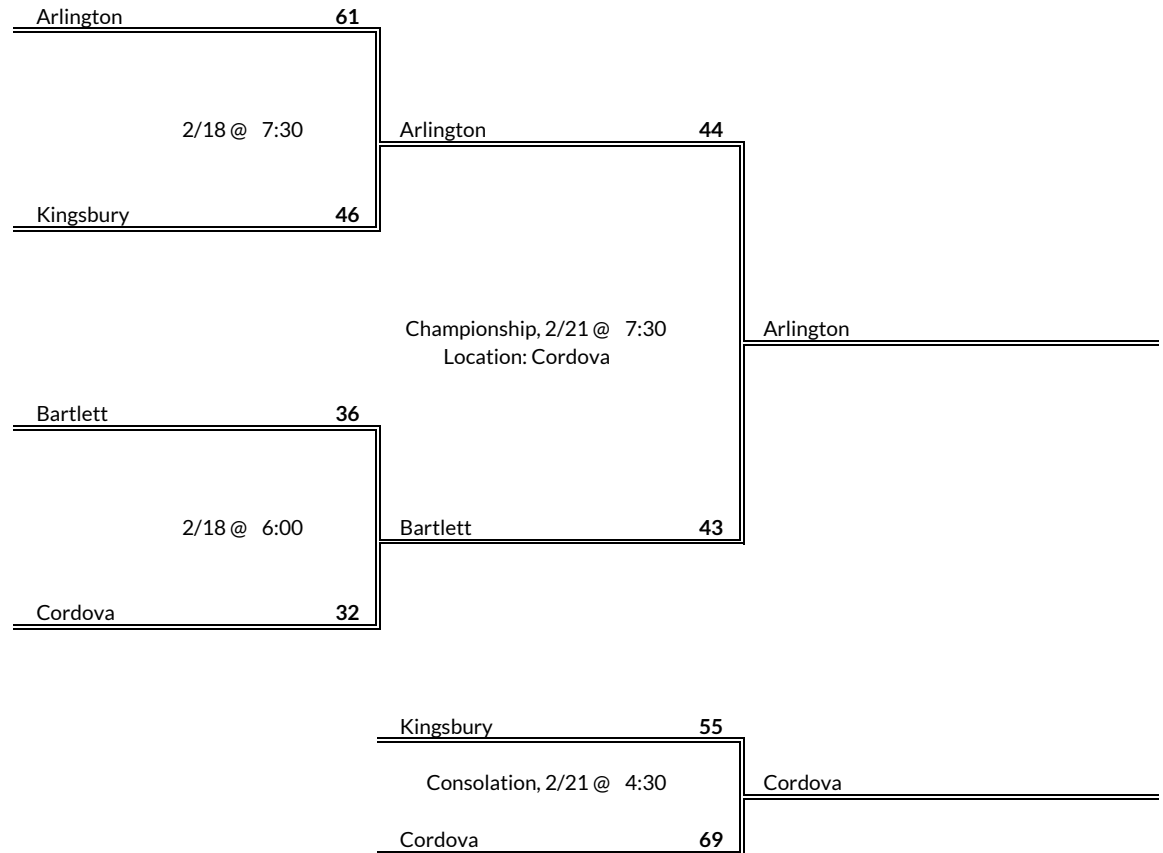 Arlington 61
2/18 @ 7:30
Arlington 44
Kingsbury 46
Championship, 2/21 @ 7:30
Arlington
Location: Cordova
Bartlett 36
2/18 @ 6:00
Bartlett 43
Cordova 32
Kingsbury 55
Consolation, 2/21 @ 4:30
Cordova
Cordova 69